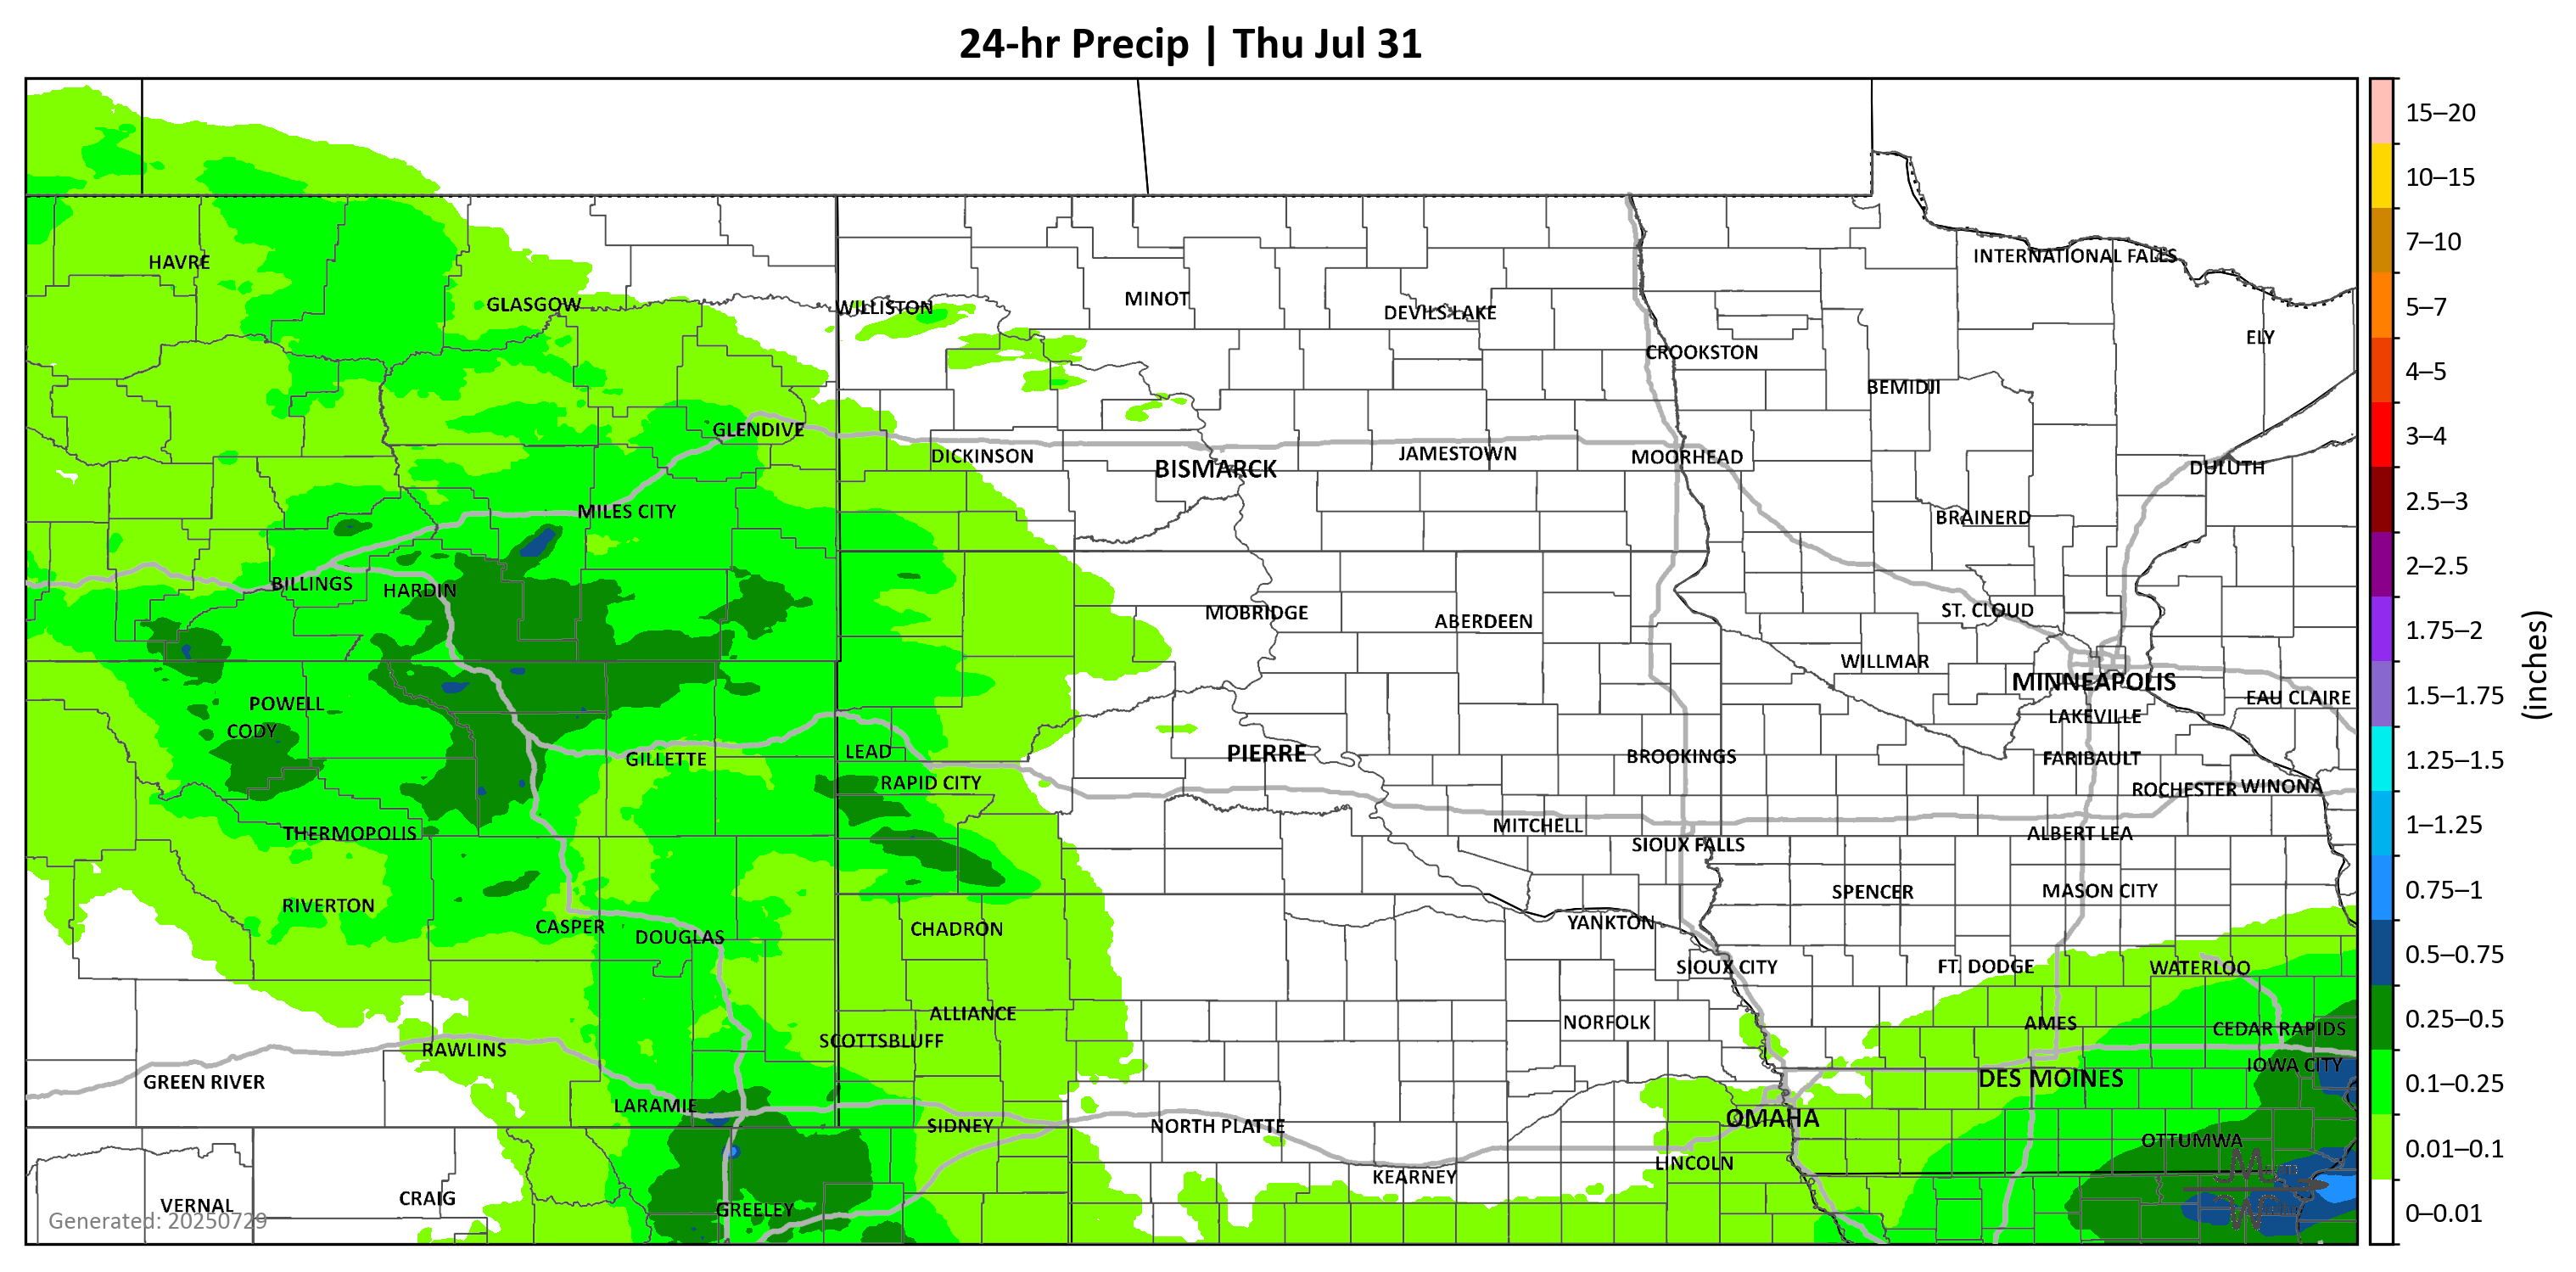 24-hr Precip | Thu Jul 31
15–20
10–15
INTERNATIONAL FALLS
7–10
HAVRE
MINOT
GLASGOW
WILLISTON
DEVILS LAKE
5–7
ELY
CROOKSTON
4–5
BEMIDJI
GLENDIVE
3–4
DICKINSON
JAMESTOWN
MOORHEAD
BISMARCK
DULUTH
2.5–3
MILES CITY
BRAINERD
2–2.5
BILLINGS
HARDIN
MOBRIDGE
ST. CLOUD
ABERDEEN
1.75–2
(inches)
WILLMAR
MINNEAPOLIS
1.5–1.75
EAU CLAIRE
POWELL
LAKEVILLE
CODY
LEAD
PIERRE
BROOKINGS
GILLETTE
FARIBAULT
1.25–1.5
RAPID CITY
ROCHESTER
WINONA
MITCHELL
1–1.25
THERMOPOLIS
ALBERT LEA
SIOUX FALLS
SPENCER
MASON CITY
0.75–1
RIVERTON
CASPER
YANKTON
CHADRON
DOUGLAS
0.5–0.75
SIOUX CITY
FT. DODGE
WATERLOO
ALLIANCE
NORFOLK
AMES
0.25–0.5
CEDAR RAPIDS
SCOTTSBLUFF
RAWLINS
IOWA CITY
GREEN RIVER
DES MOINES
0.1–0.25
LARAMIE
OMAHA
SIDNEY
NORTH PLATTE
OTTUMWA
0.01–0.1
LINCOLN
KEARNEY
CRAIG
VERNAL
GREELEY
0–0.01
Generated: 20250729